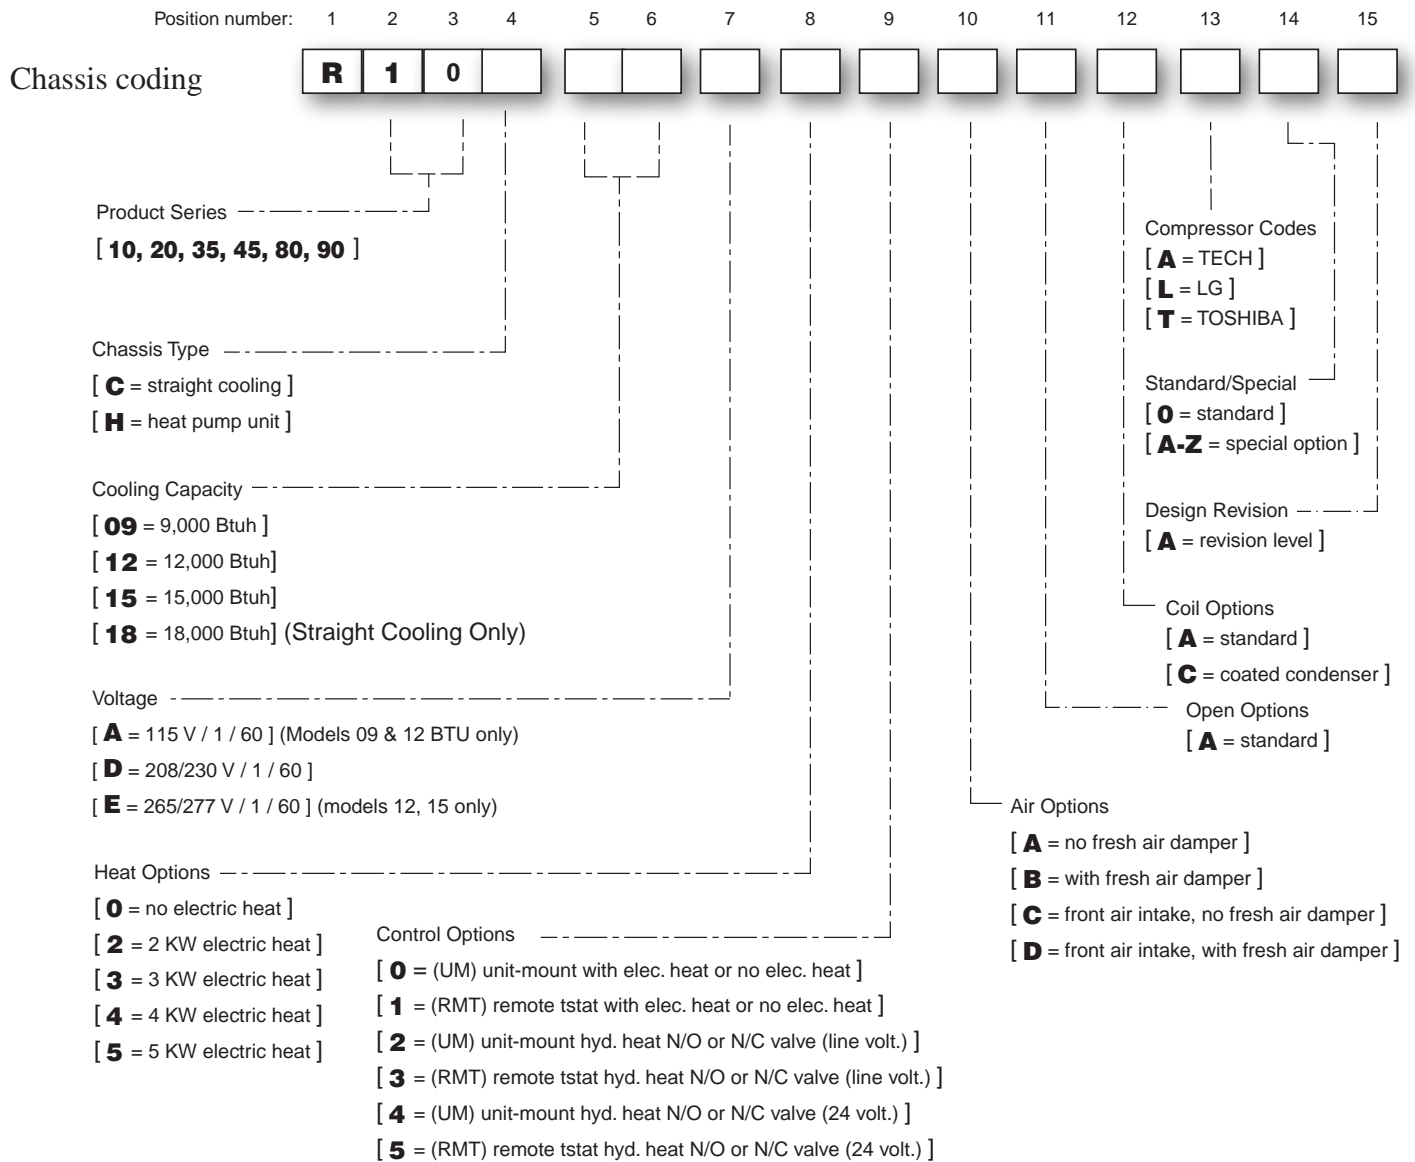 Position number: 1 2 3 4 5 6 7 8 9 10 11 12 13 14 15
Chassis coding R 1 0
Product Series
[ 10, 20, 35, 45, 80, 90 ]
Chassis Type
[ C = straight cooling ]
[ H = heat pump unit ]
Cooling Capacity
[ 09 = 9,000 Btuh ]
[ 12 = 12,000 Btuh]
[ 15 = 15,000 Btuh]
[ 18 = 18,000 Btuh] (Straight Cooling Only)
Voltage
[ A = 115 V / 1 / 60 ] (Models 09 & 12 BTU only)
[ D = 208/230 V / 1 / 60 ]
[ E = 265/277 V / 1 / 60 ] (models 12, 15 only)
Heat Options
[ 0 = no electric heat ]
[ 2 = 2 KW electric heat ]
[ 3 = 3 KW electric heat ]
[ 4 = 4 KW electric heat ]
[ 5 = 5 KW electric heat ]
Control Options
[ 0 = (UM) unit-mount with elec. heat or no elec. heat ]
[ 1 = (RMT) remote tstat with elec. heat or no elec. heat ]
[ 2 = (UM) unit-mount hyd. heat N/O or N/C valve (line volt.) ]
[ 3 = (RMT) remote tstat hyd. heat N/O or N/C valve (line volt.) ]
[ 4 = (UM) unit-mount hyd. heat N/O or N/C valve (24 volt.) ]
[ 5 = (RMT) remote tstat hyd. heat N/O or N/C valve (24 volt.) ]
Compressor Codes
[ A = TECH ]
[ L = LG ]
[ T = TOSHIBA ]
Standard/Special
[ 0 = standard ]
[ A-Z = special option ]
Design Revision
[ A = revision level ]
Coil Options
[ A = standard ]
[ C = coated condenser ]
Open Options
[ A = standard ]
Air Options
[ A = no fresh air damper ]
[ B = with fresh air damper ]
[ C = front air intake, no fresh air damper ]
[ D = front air intake, with fresh air damper ]